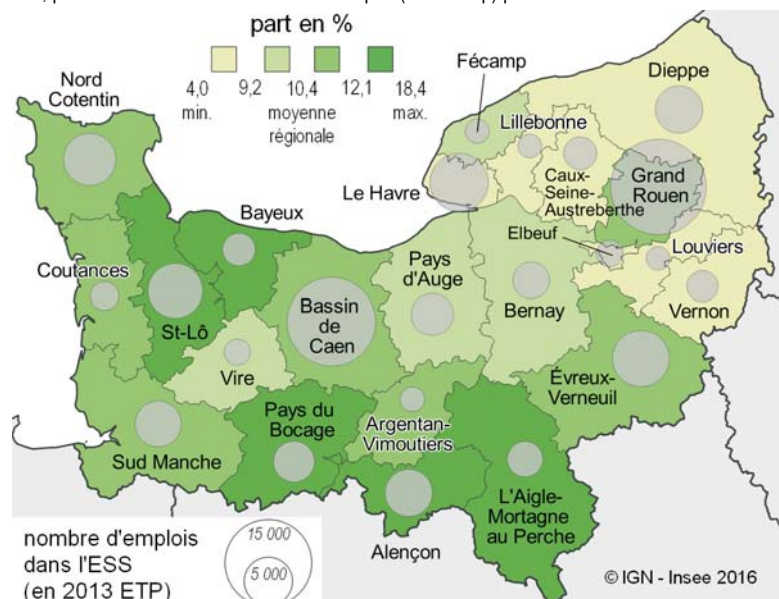 part en %
4,0
9,2
10,4
12,1
18,4
min.
moyenne
régionale
max.
Nord
Cotentin
Fécamp
Dieppe
Lillebonne
Caux-
Seine-
Austreberthe
Grand
Rouen
Le Havre
Bayeux
Elbeuf
Louviers
Coutances
Pays
d'Auge
St-Lô
Bassin
de
Caen
Bernay
Vernon
Vire
Évreux-
Verneuil
Pays du
Bocage
Argentan-
Vimoutiers
Sud Manche
L'Aigle-
Mortagne
au Perche
Alençon
nombre d'emplois
dans l'ESS
(en 2013 ETP)
15 000
5 000
© IGN - Insee 2016